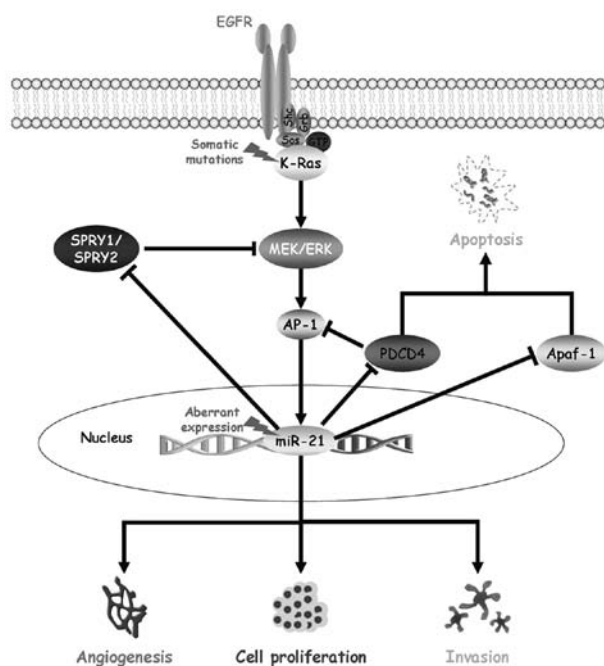 EGFR
Shc
Grb
Sos
GTP
Somatic
mutations
K-Ras
SPRY1/
SPRY2
MEK/ERK
Apoptosis
AP-1
PDCD4
Apaf-1
Nucleus
Aberrant
expression
miR-21
Angiogenesis
Cell proliferation
Invasion